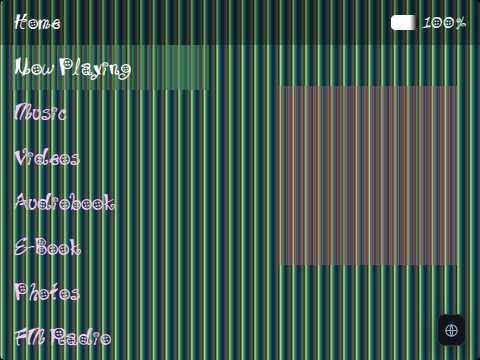 Home
100%
Now Playing
Music
Videos
Audiobook
E-Book
Photos
FM Radio